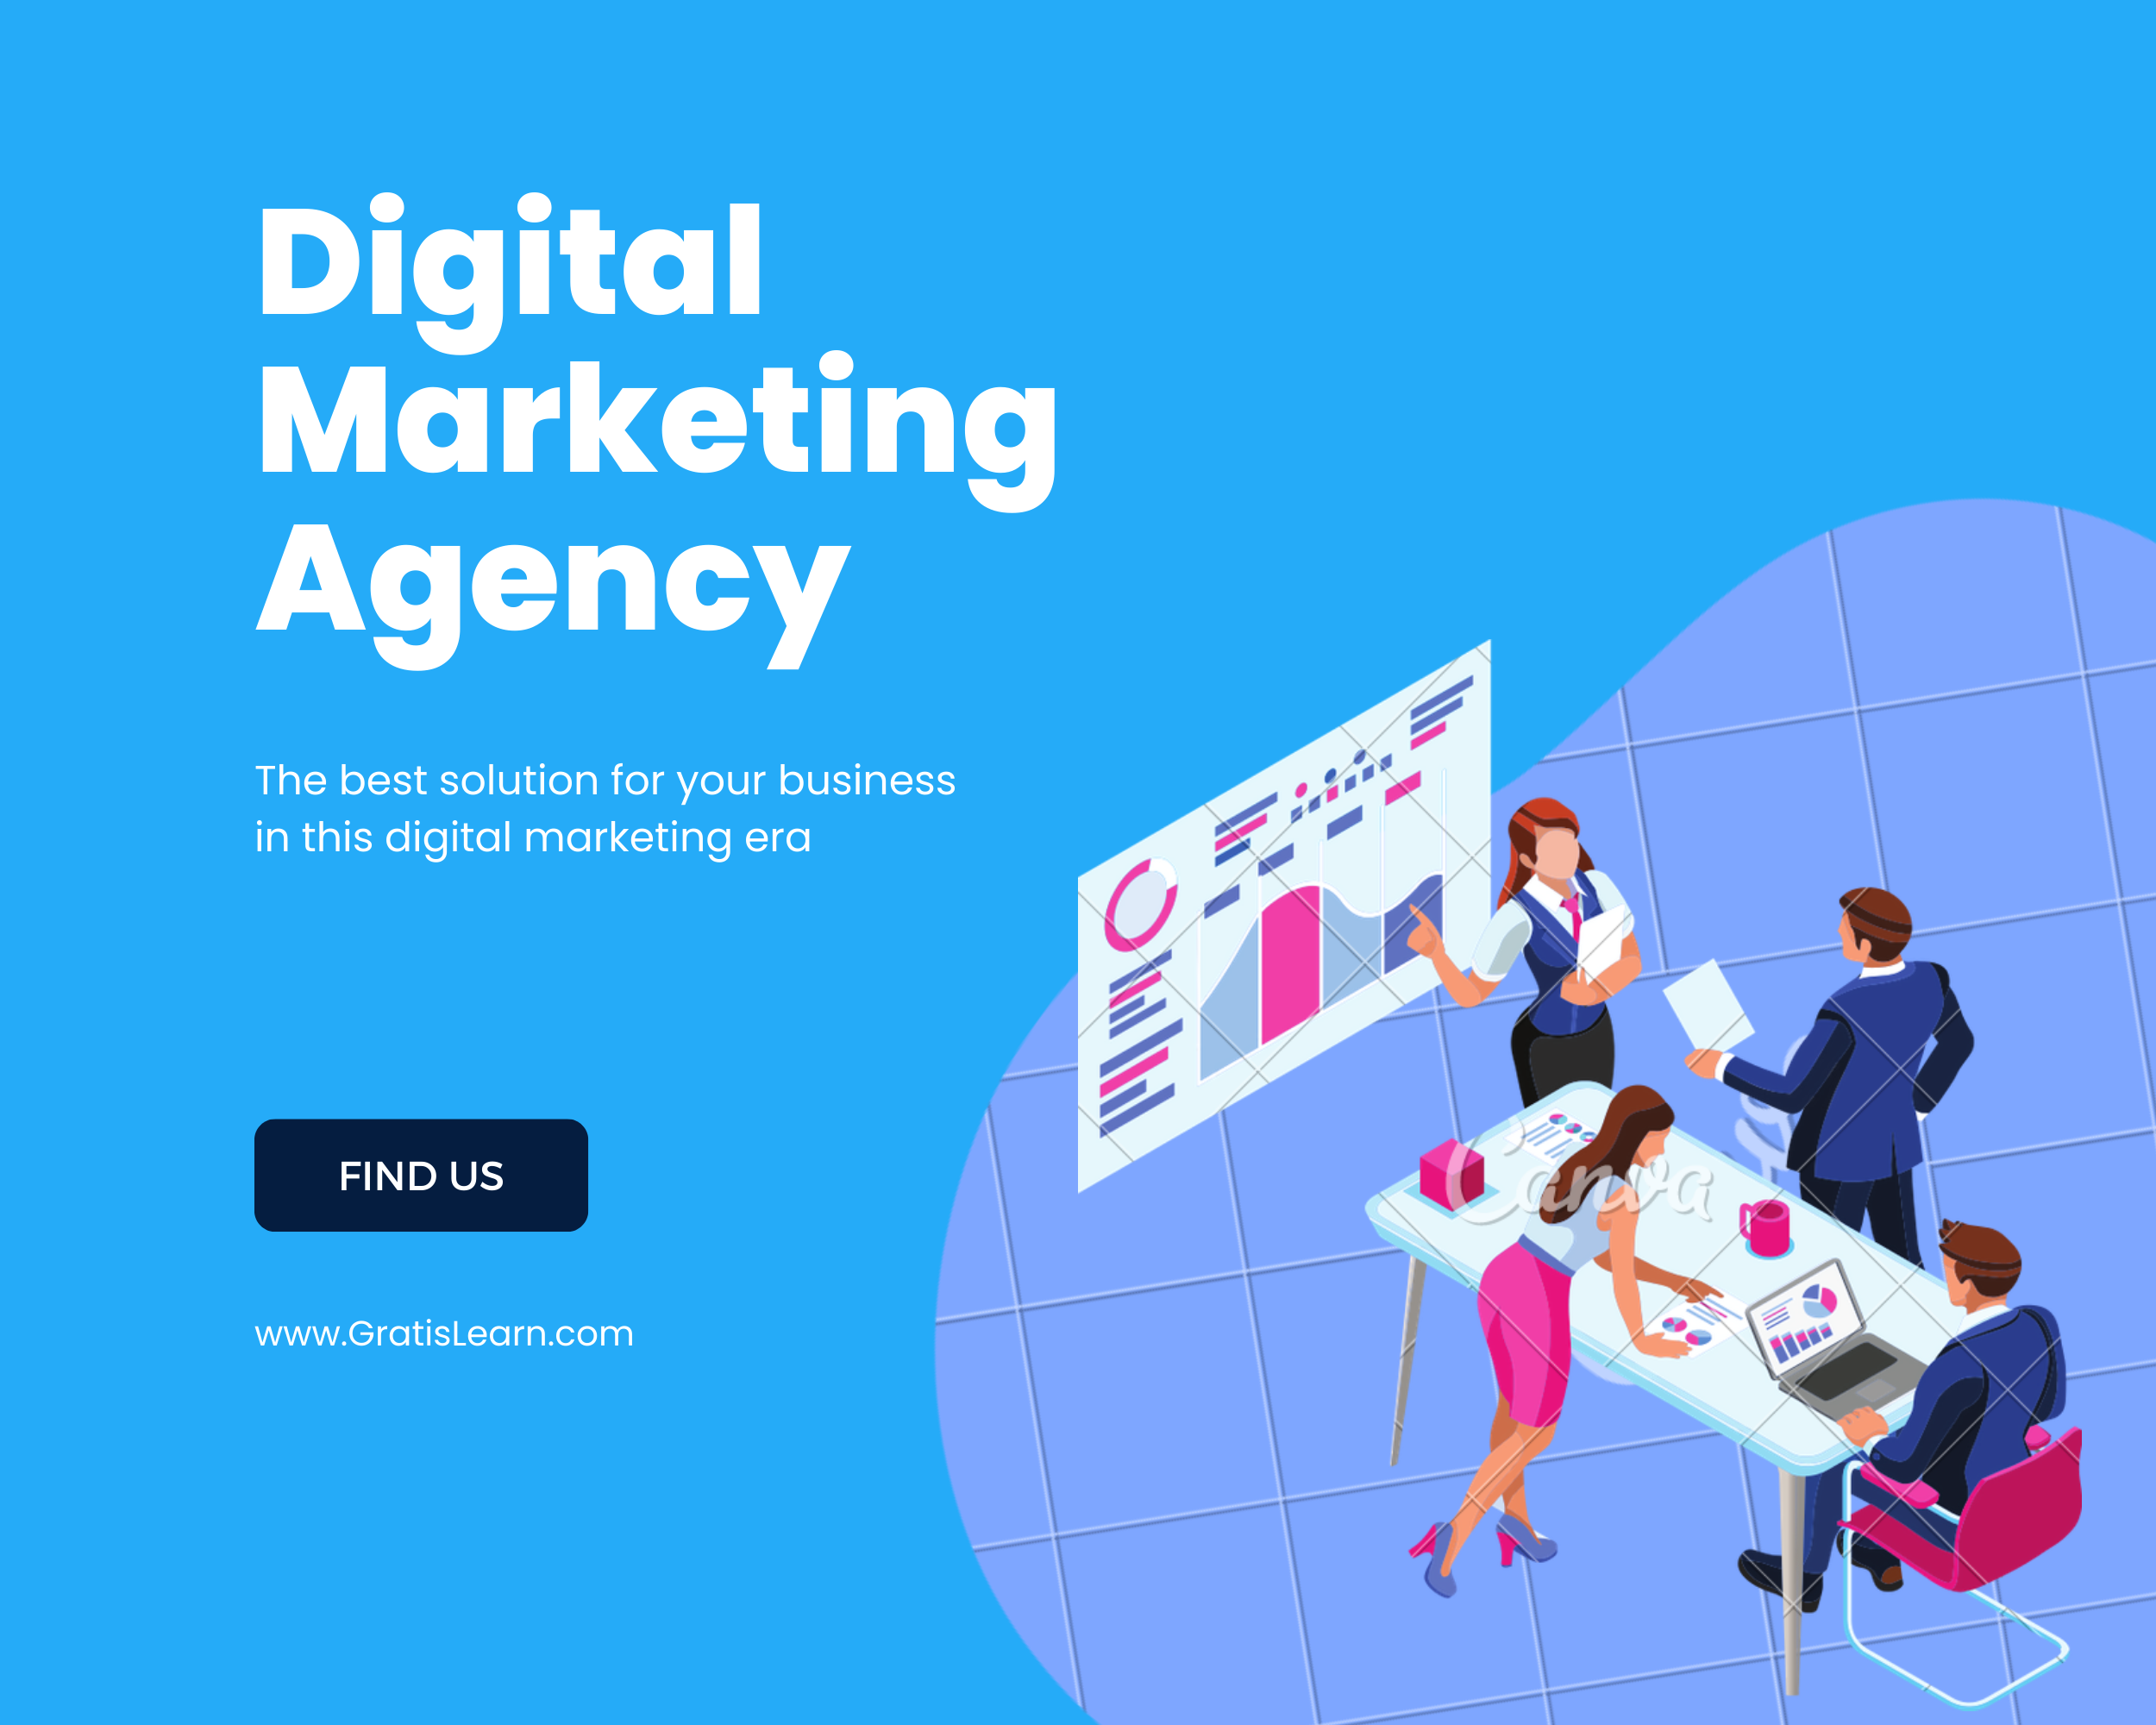 Digital
Marketing
Agency
The best solution for your business
in this digital marketing era
FIND US
www.GratisLearn.com
Canva